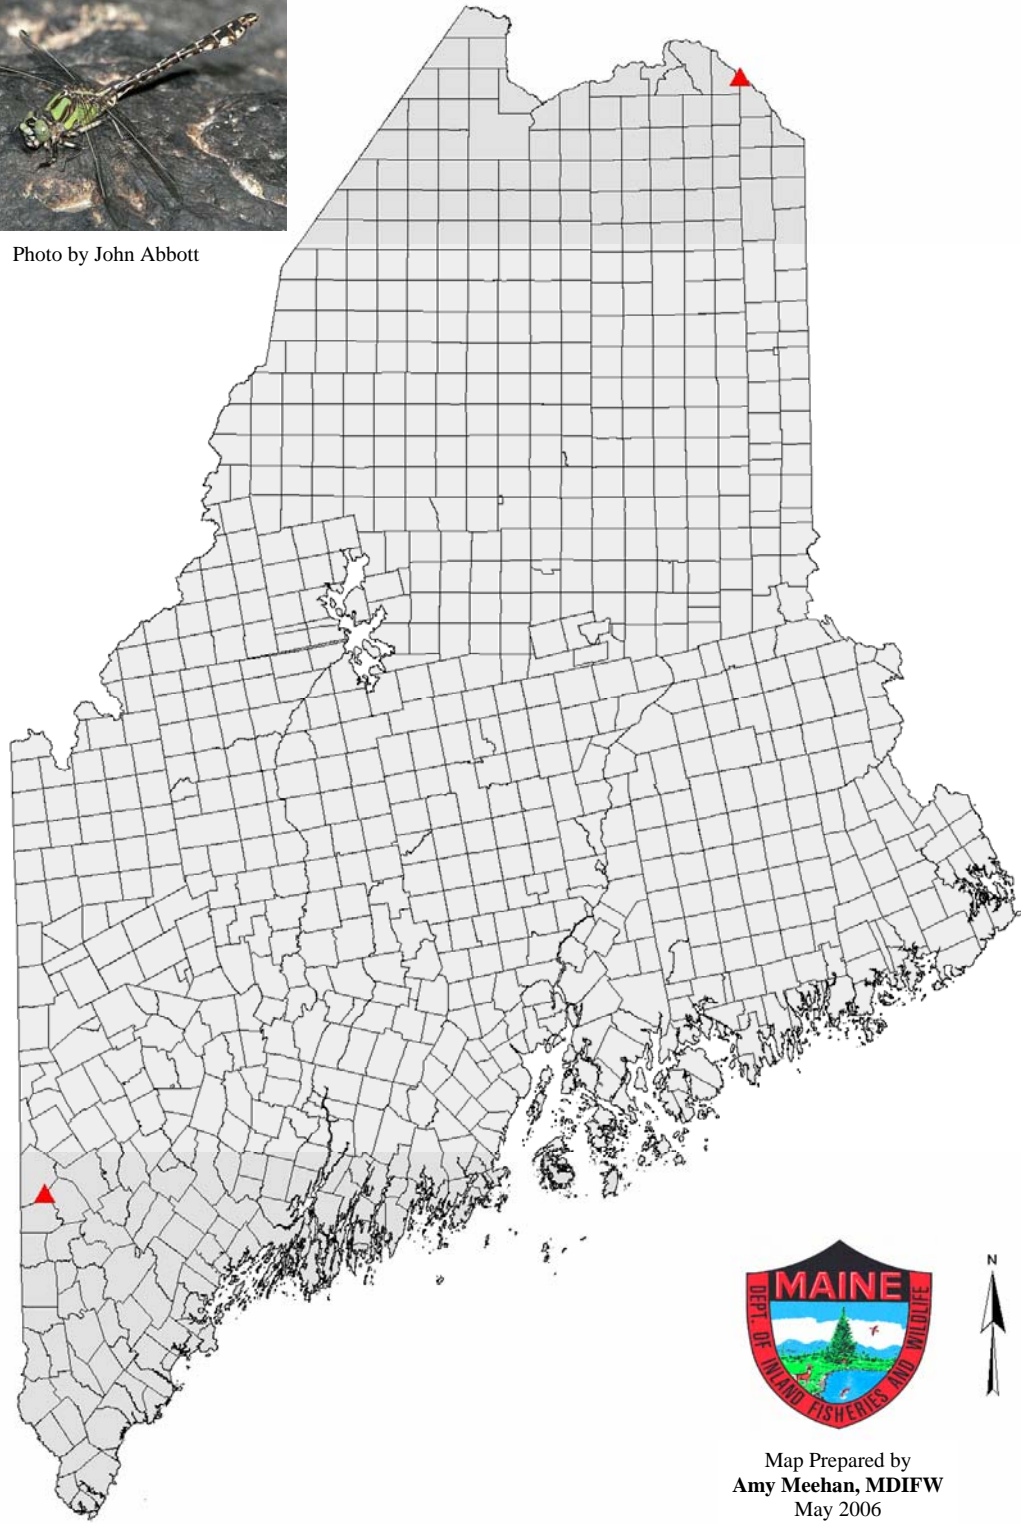 Photo by John Abbott
N
MAINE
DEPT. OF INLAND FISHERIES AND WILDLIFE
Map Prepared by
Amy Meehan, MDIFW
May 2006